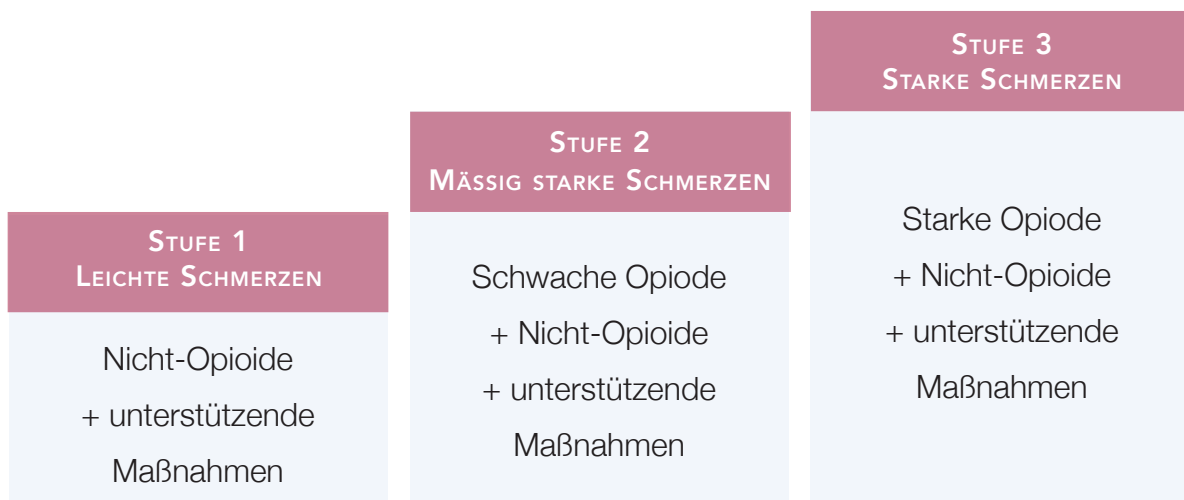 Stufe 1
Leichte Schmerzen
Nicht-Opioide
+ unterstützende
Maßnahmen
Stufe 2
Mässig starke Schmerzen
Schwache Opiode
+ Nicht-Opioide
+ unterstützende
Maßnahmen
Stufe 3
Starke Schmerzen
Starke Opiode
+ Nicht-Opioide
+ unterstützende
Maßnahmen